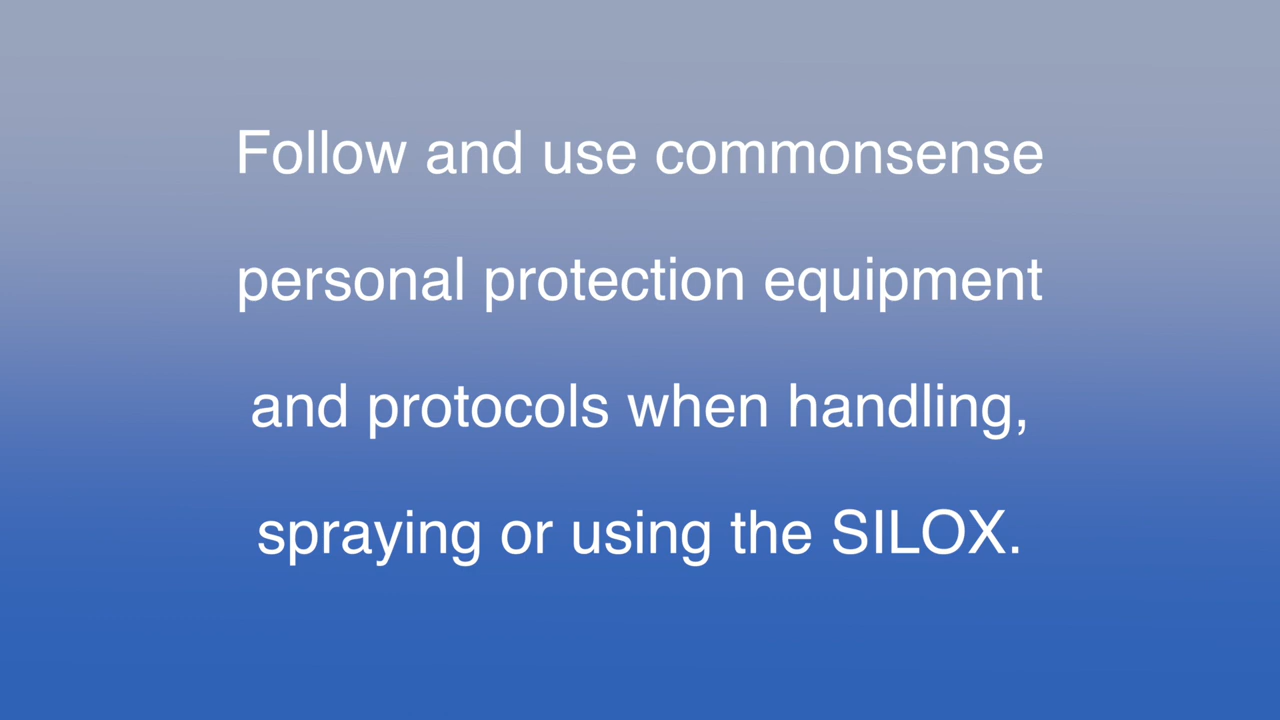 Follow and use commonsense
personal protection equipment
and protocols when handling,
spraying or using the SILOX.